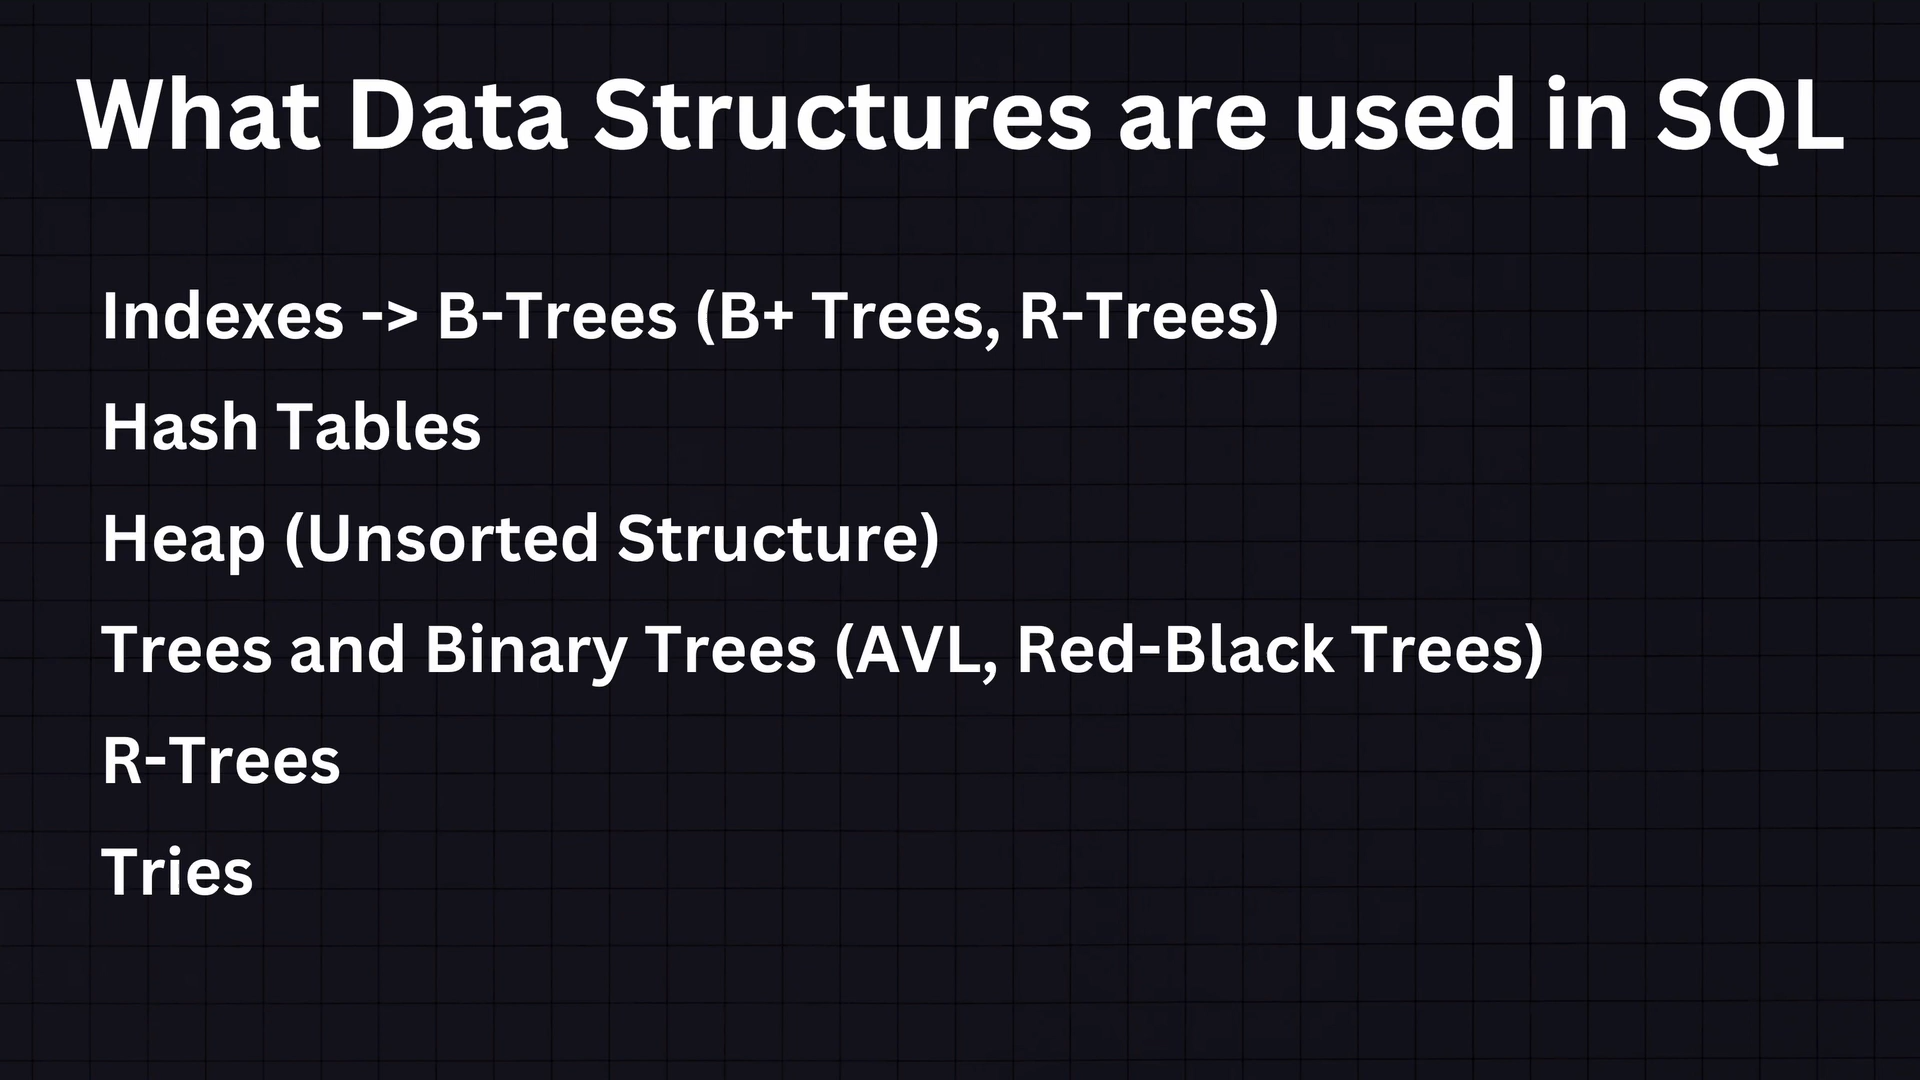 What Data Structures are used in SQL
Indexes -> B-Trees (B+ Trees, R-Trees)
Hash Tables
Heap (Unsorted Structure)
Trees and Binary Trees (AVL, Red-Black Trees)
R-Trees
Tries